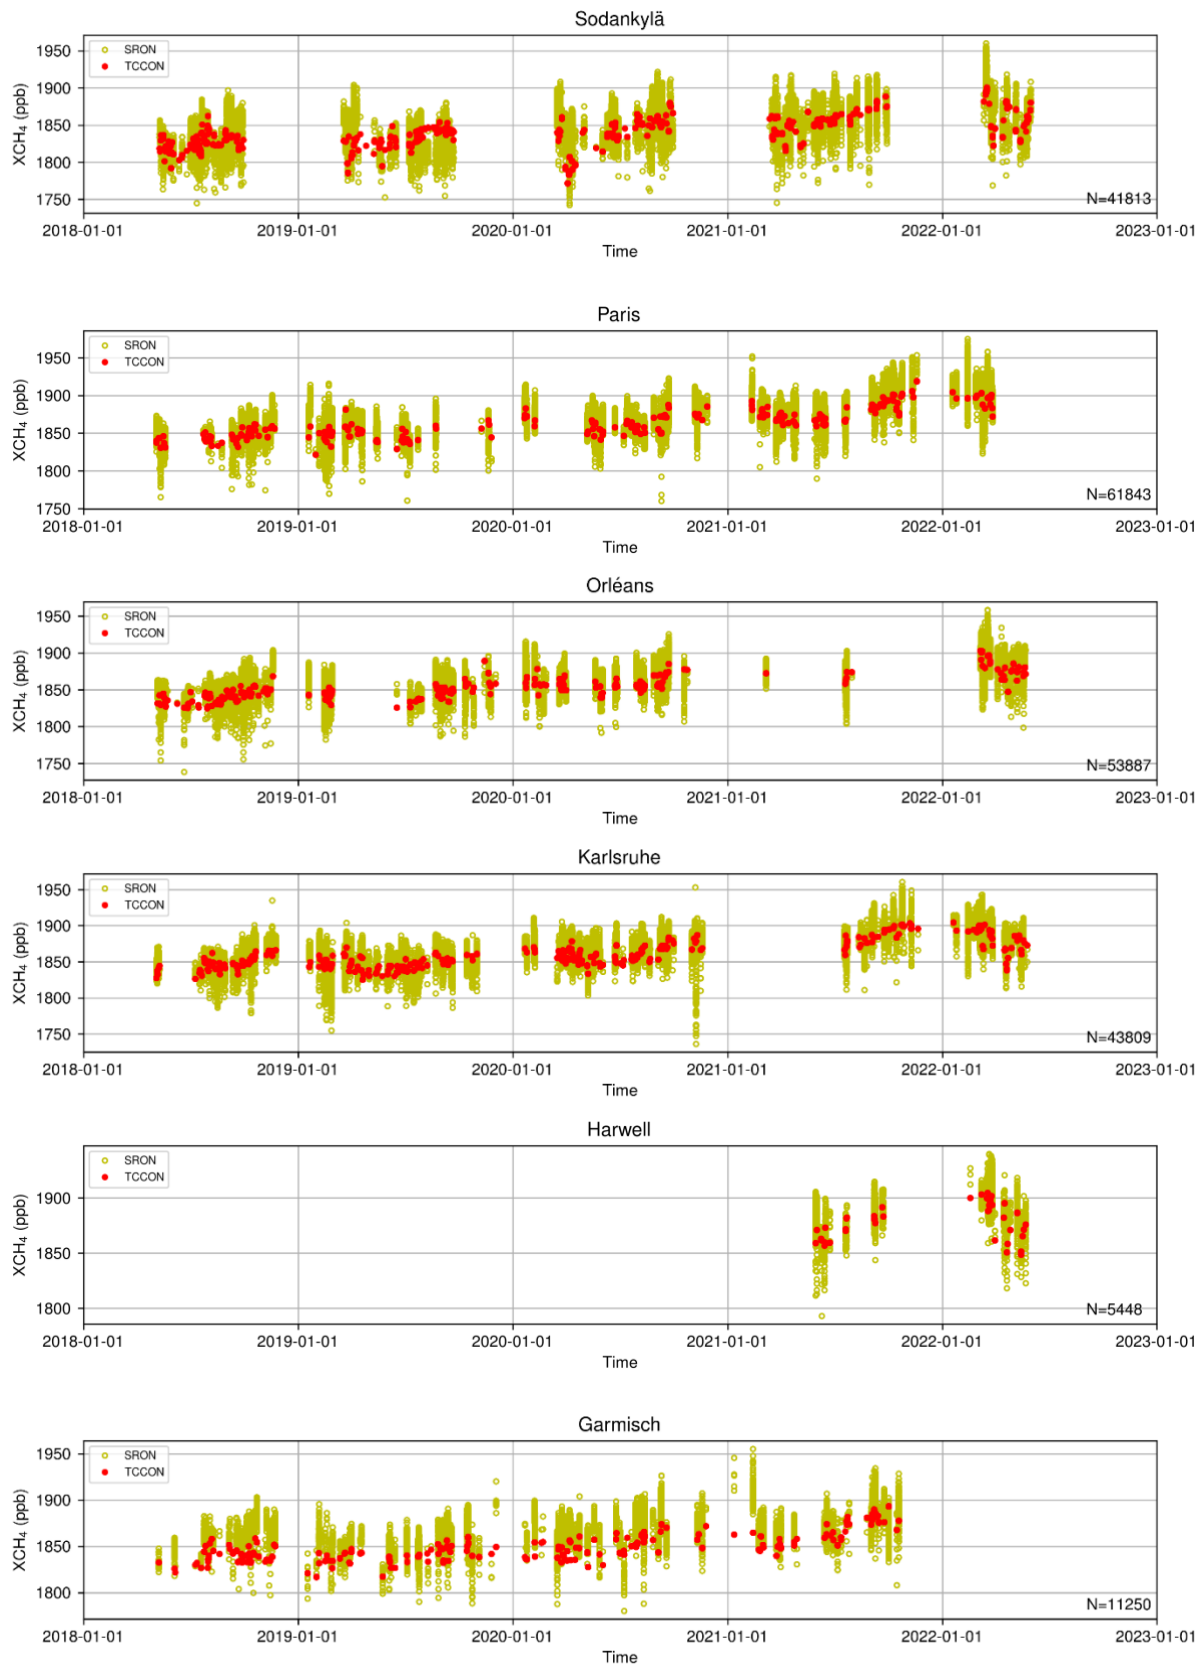 Sodankylä
SRON
TCCON
XCH₄ (ppb)
1950
1900
1850
1800
1750
N=41813
2018-01-01 2019-01-01 2020-01-01 2021-01-01 2022-01-01 2023-01-01
Time
Paris
SRON
TCCON
XCH₄ (ppb)
1950
1900
1850
1800
1750
N=61843
2018-01-01 2019-01-01 2020-01-01 2021-01-01 2022-01-01 2023-01-01
Time
Orléans
SRON
TCCON
XCH₄ (ppb)
1950
1900
1850
1800
1750
N=53887
2018-01-01 2019-01-01 2020-01-01 2021-01-01 2022-01-01 2023-01-01
Time
Karlsruhe
SRON
TCCON
XCH₄ (ppb)
1950
1900
1850
1800
1750
N=43809
2018-01-01 2019-01-01 2020-01-01 2021-01-01 2022-01-01 2023-01-01
Time
Harwell
SRON
TCCON
XCH₄ (ppb)
1900
1850
1800
N=5448
2018-01-01 2019-01-01 2020-01-01 2021-01-01 2022-01-01 2023-01-01
Time
Garmisch
SRON
TCCON
XCH₄ (ppb)
1950
1900
1850
1800
N=11250
2018-01-01 2019-01-01 2020-01-01 2021-01-01 2022-01-01 2023-01-01
Time